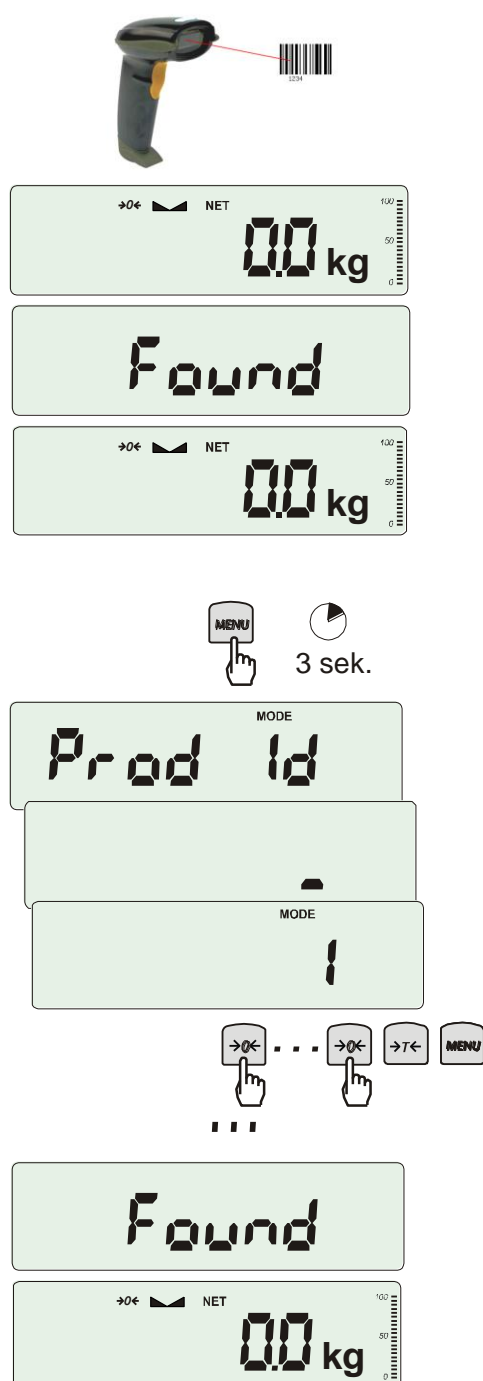 1234
→0← NET 100
50
0.0 kg
0
Found
→0← NET 100
50
0.0 kg
0
MENU
3 sek.
MODE
Prod Id
-
MODE
1
→0← . . . →0← →T← MENU
...
Found
→0← NET 100
50
0.0 kg
0